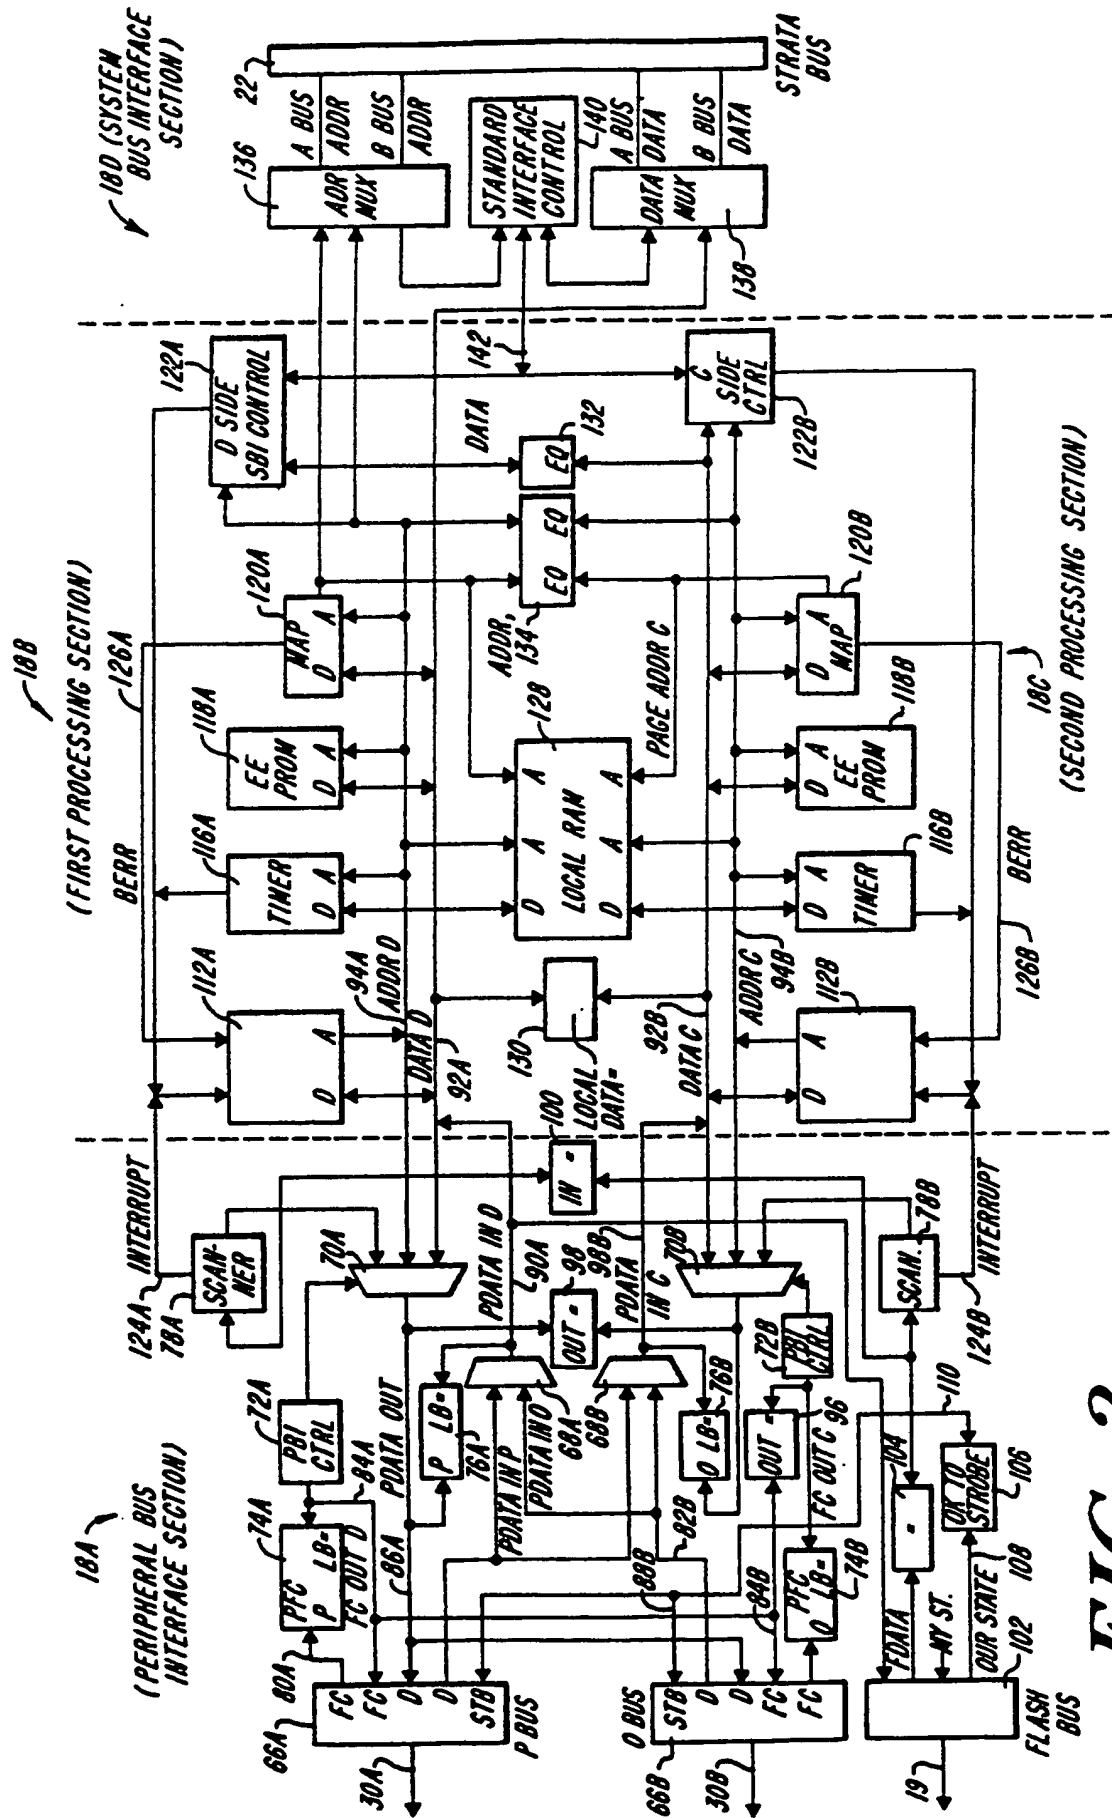 18A
(PERIPHERAL BUS
INTERFACE SECTION)
18B
(FIRST PROCESSING SECTION)
18D (SYSTEM
BUS INTERFACE
SECTION)
66A
80A
FC
FC
D
D
STB
P BUS
30A
74A
PFC
P LB=
FC OUT D
84A
86A
PDATA OUT
72A
PBI
CTRL
P LB=
76A
PDATA IN P
PDATA IN O
68A
68B
124A
INTERRUPT
78A
SCAN-
NER
70A
PDATA IN D
90A
OUT =
98
98B
PDATA
IN C
70B
IN =
100
O BUS
66B
STB
D
D
FC
FC
30B
88B
82B
84B
PFC
O LB=
74B
FC OUT C
O LB=
76B
OUT =
96
72B
PBI
CTRL
FLASH
BUS
19
102
FDATA
MY ST.
OUR STATE
108
=
104
OK TO
STROBE
106
110
SCAN.
78B
124B
INTERRUPT
112A
D A
BERR
126A
94A
ADDR D
DATA D
92A
116A
TIMER
D A
118A
EE
PROM
D A
120A
MAP
D A
122A
D SIDE
SBI CONTROL
130
LOCAL
DATA=
128
LOCAL RAM
D A A
D A A
ADDR,
134
EQ EQ
EQ
132
DATA
142
PAGE ADDR C
92B
DATA C
ADDR C
94B
112B
D A
TIMER
D A
116B
EE
PROM
D A
118B
MAP
D A
120B
C
SIDE
CTRL
122B
BERR
126B
18C
(SECOND PROCESSING SECTION)
136
ADR
MUX
A BUS
ADDR
B BUS
ADDR
22
STANDARD
INTERFACE
CONTROL
140
DATA
MUX
138
A BUS
DATA
B BUS
DATA
STRATA
BUS